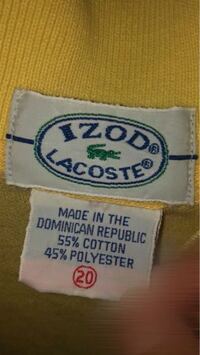 IZOD®
LACOSTE®
MADE IN THE
DOMINICAN REPUBLIC
55% COTTON
45% POLYESTER
20